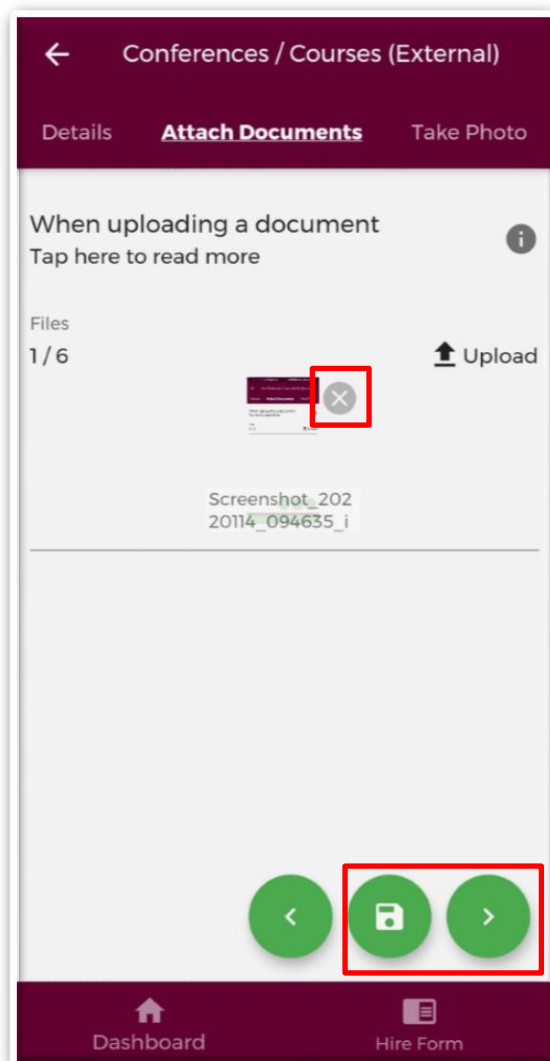 Conferences / Courses (External)
Details Attach Documents Take Photo
When uploading a document
Tap here to read more
Files
1 / 6
Upload
Screenshot_202
20114_094635_i
Dashboard Hire Form